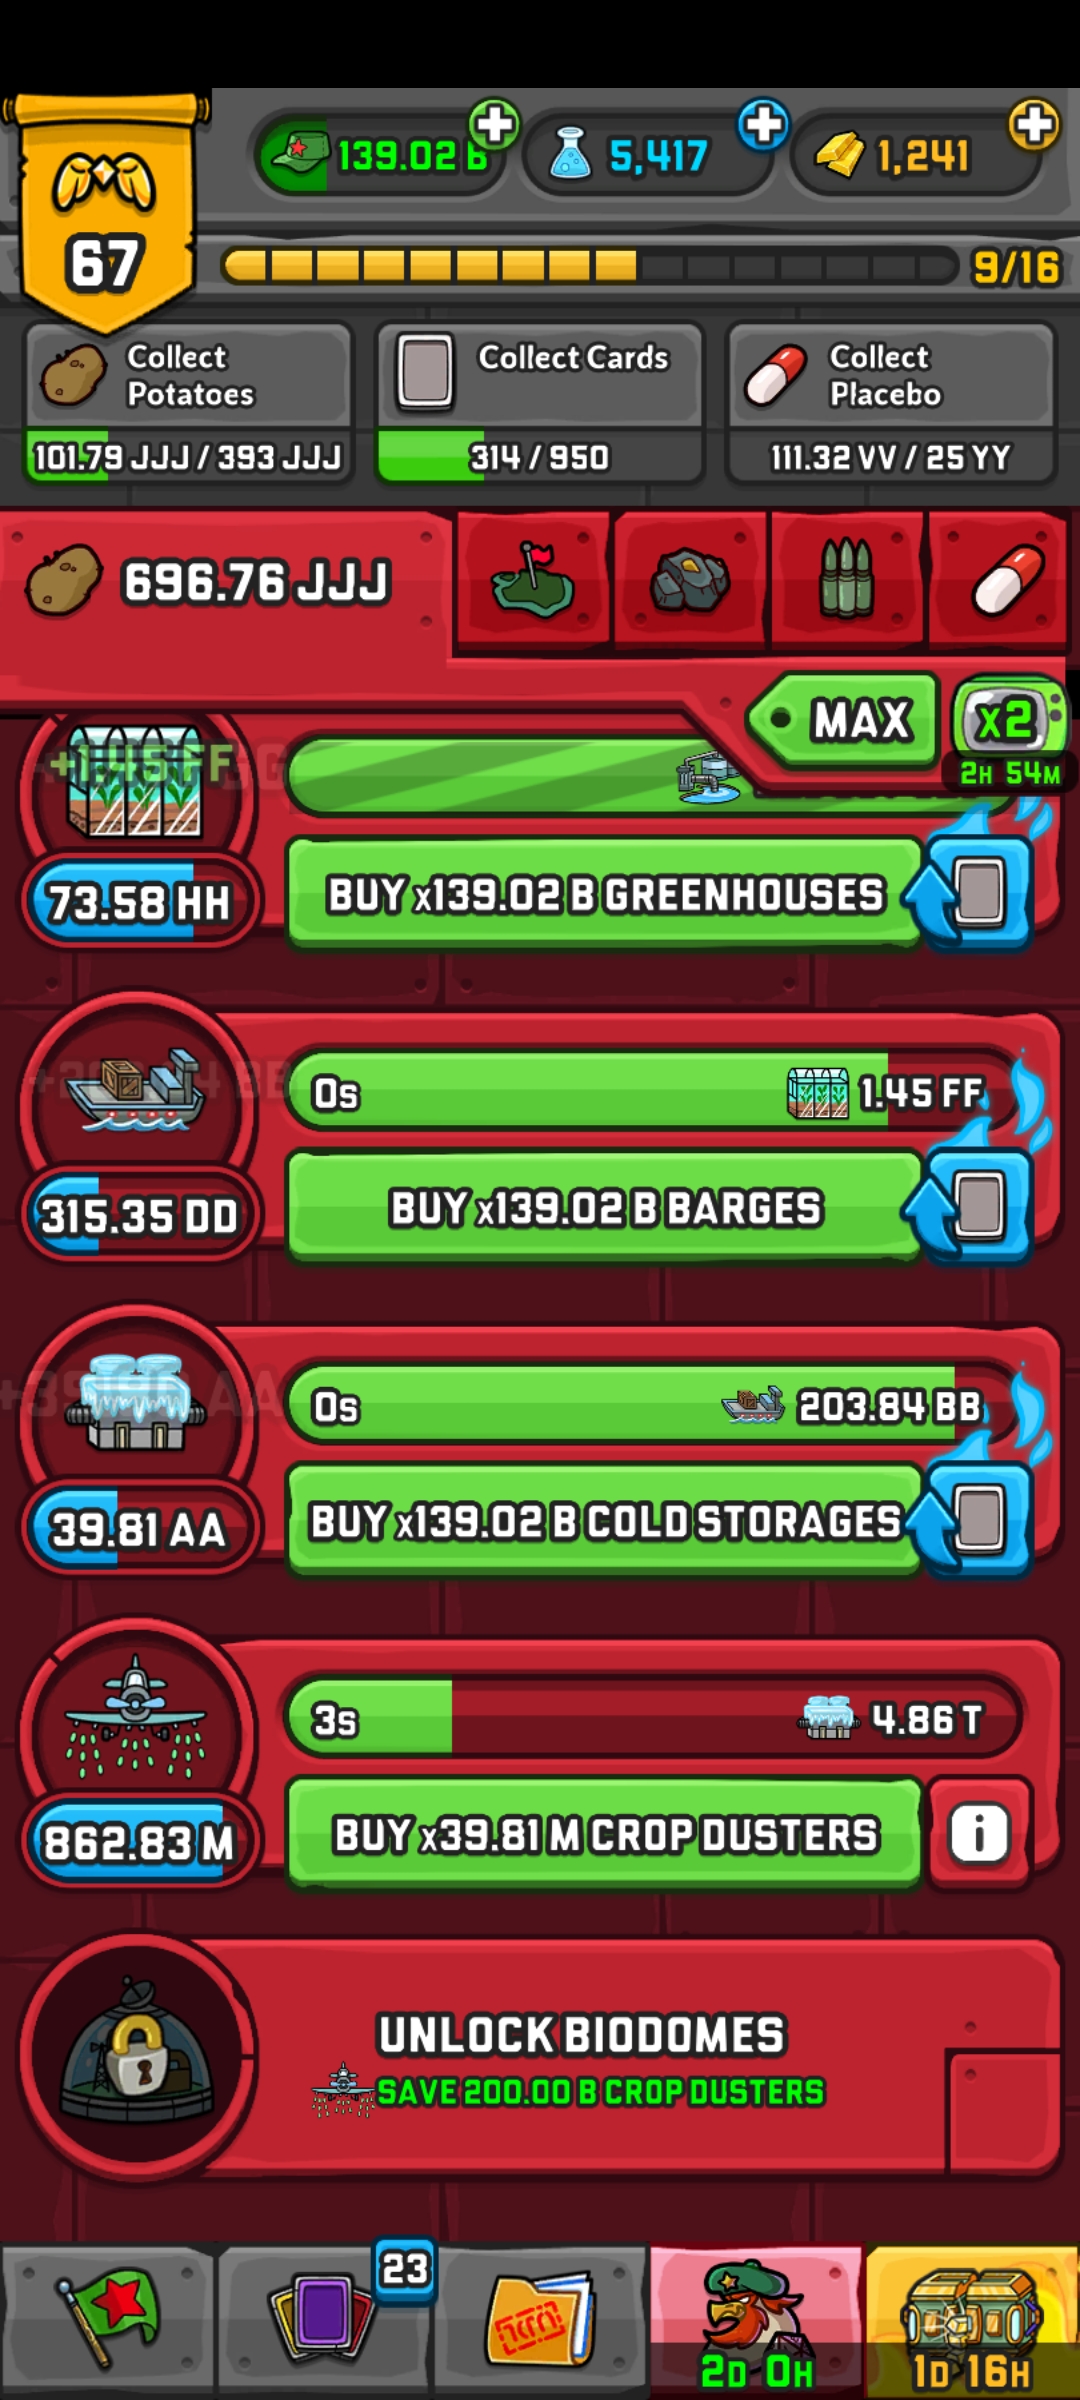 139.02 B
5,417
1,241
67
9/16
Collect
Potatoes
Collect Cards
Collect
Placebo
101.79 JJJ / 393 JJJ
314 / 950
111.32 VV / 25 YY
696.76 JJJ
MAX
x2
2H 54M
+1.45 FF
73.58 HH
BUY x139.02 B GREENHOUSES
0s
1.45 FF
315.35 DD
BUY x139.02 B BARGES
0s
203.84 BB
39.81 AA
BUY x139.02 B COLD STORAGES
3s
4.86 T
862.83 M
BUY x39.81 M CROP DUSTERS
i
UNLOCK BIODOMES
SAVE 200.00 B CROP DUSTERS
23
2D 0H
1D 16H